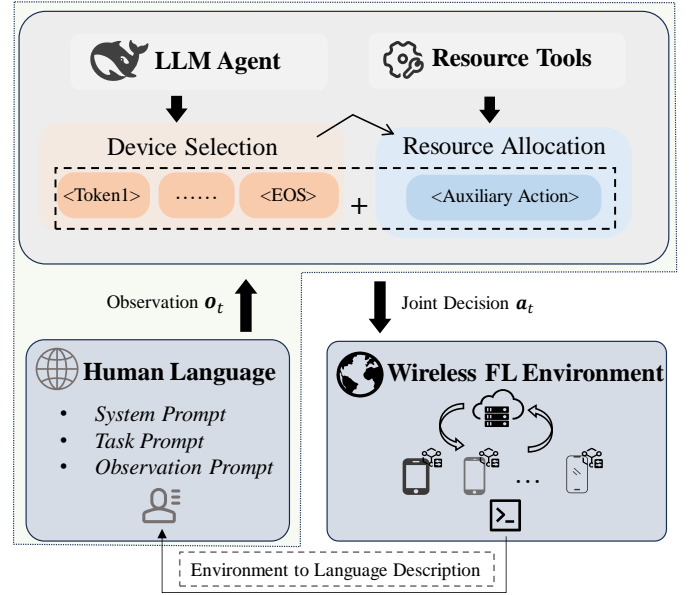 LLM Agent
Resource Tools
Device Selection
Resource Allocation
<Token1>
......
<EOS>
+
<Auxiliary Action>
Observation o_t
Joint Decision a_t
Human Language
• System Prompt
• Task Prompt
• Observation Prompt
Wireless FL Environment
...
>_
Environment to Language Description